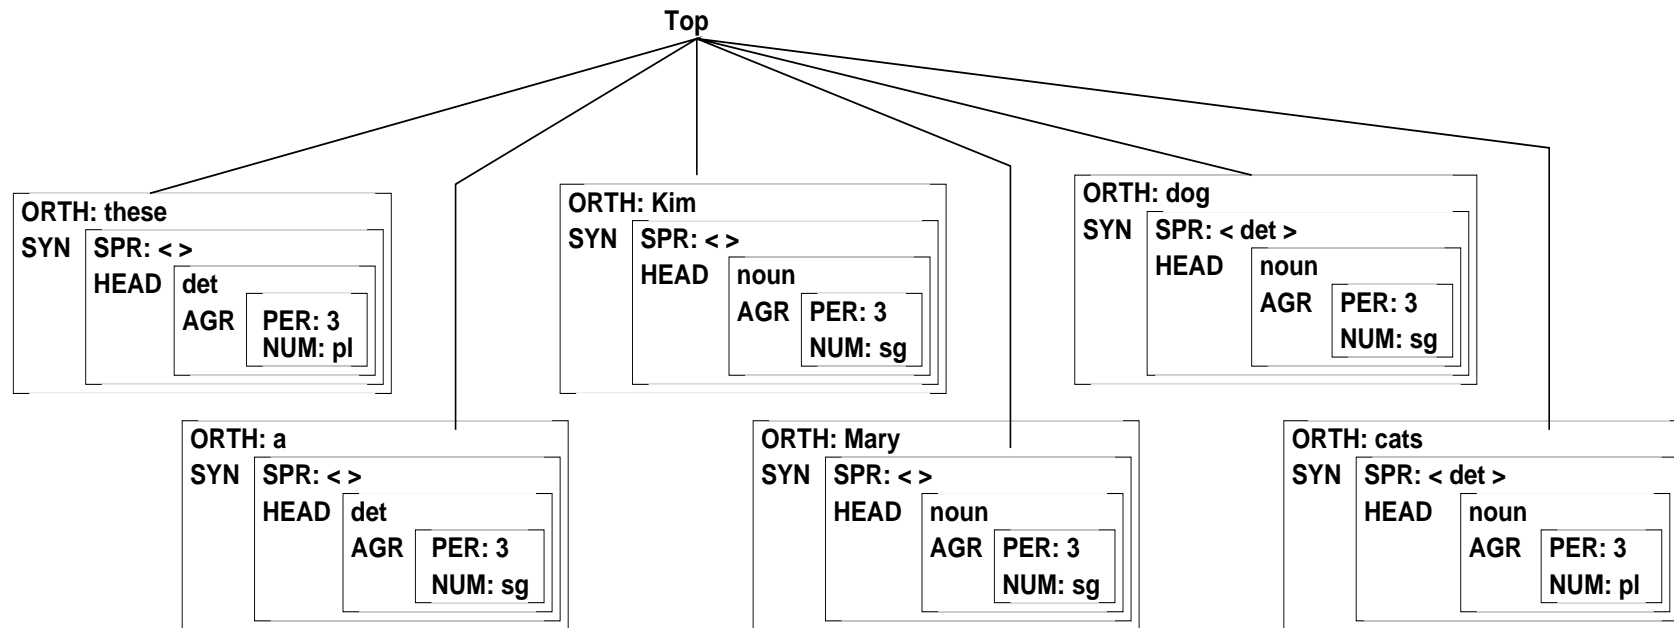 Top
ORTH: these
SYN SPR: < >
HEAD det
AGR PER: 3
NUM: pl
ORTH: Kim
SYN SPR: < >
HEAD noun
AGR PER: 3
NUM: sg
ORTH: dog
SYN SPR: < det >
HEAD noun
AGR PER: 3
NUM: sg
ORTH: a
SYN SPR: < >
HEAD det
AGR PER: 3
NUM: sg
ORTH: Mary
SYN SPR: < >
HEAD noun
AGR PER: 3
NUM: sg
ORTH: cats
SYN SPR: < det >
HEAD noun
AGR PER: 3
NUM: pl